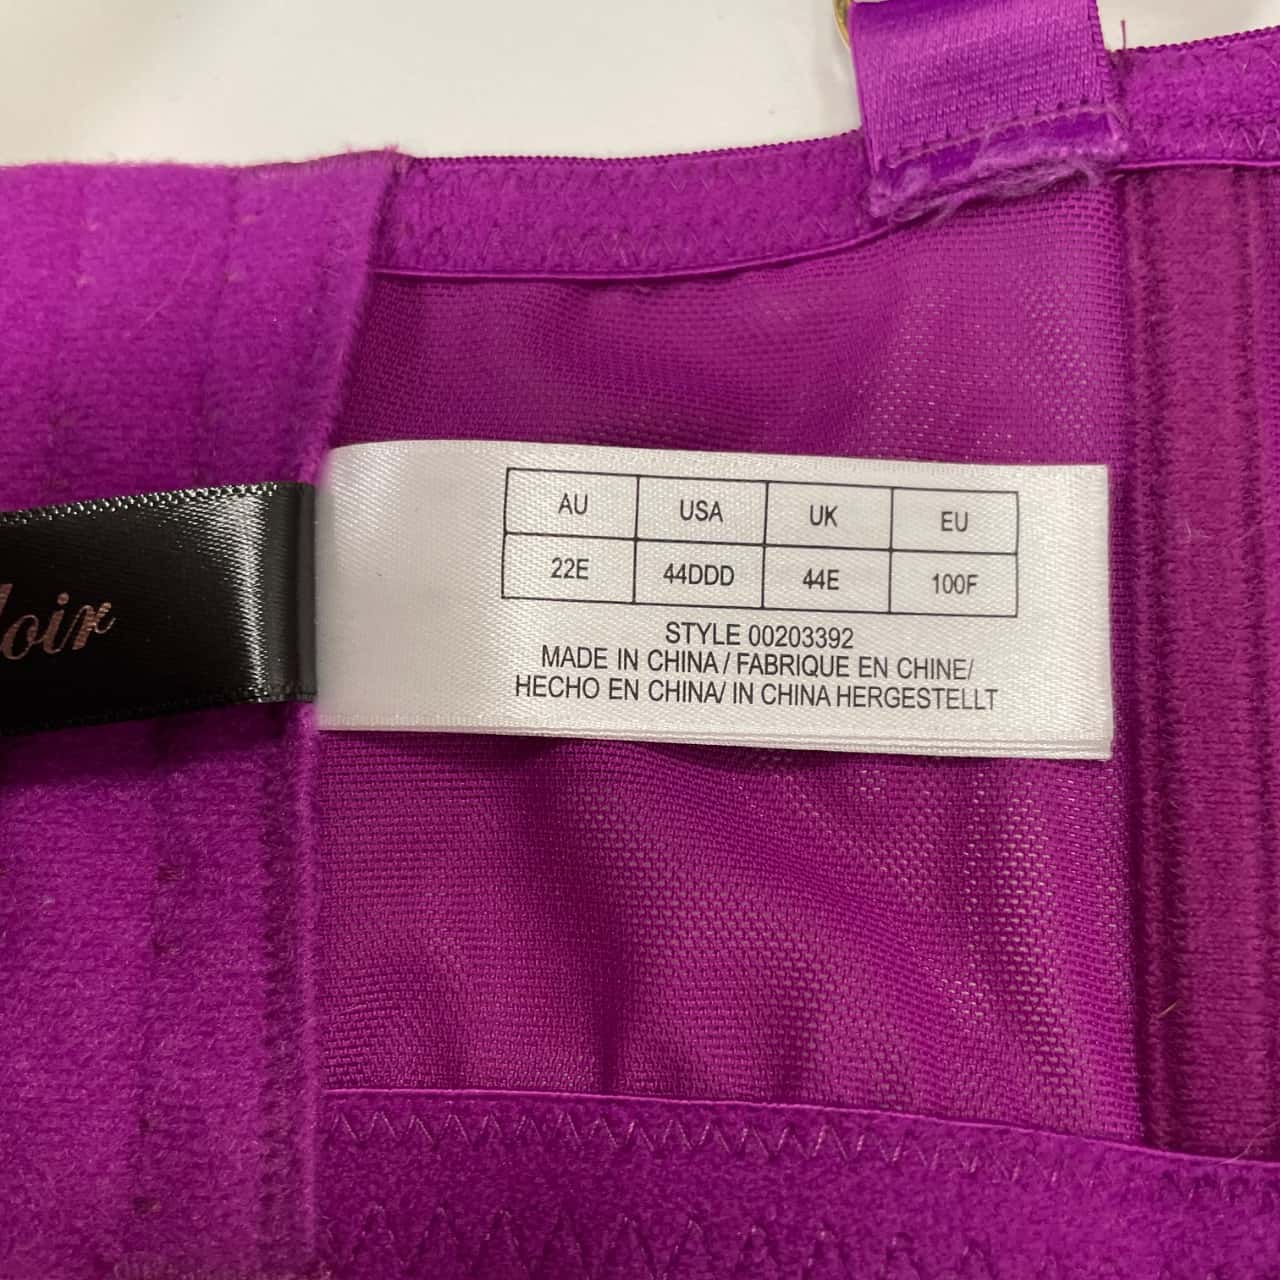 AU USA UK EU
22E 44DDD 44E 100F
STYLE 00203392
MADE IN CHINA / FABRIQUE EN CHINE/
HECHO EN CHINA/ IN CHINA HERGESTELLT